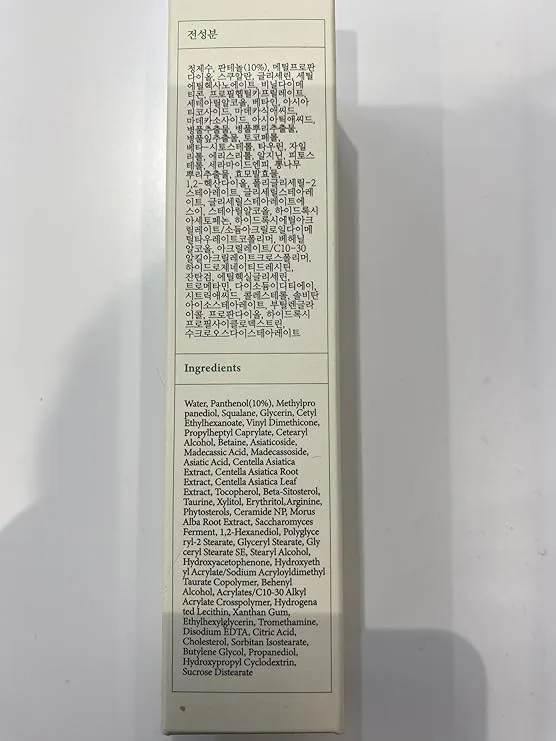 전성분
정제수, 판테놀(10%), 메틸프로판
다이올, 스쿠알란, 글리세린, 세틸
에틸헥사노에이트, 비닐다이메
티콘, 프로필헵틸카프릴레이트,
세테아릴알코올, 베타인, 아시아
티코사이드, 마데카식애씨드,
마데카소사이드, 아시아틱애씨드,
병풀추출물, 병풀뿌리추출물,
병풀잎추출물, 토코페롤,
베타-시토스테롤, 타우린, 자일
리톨, 에리스리톨, 알지닌, 피토스
테롤, 세라마이드엔피, 뽕나무
뿌리추출물, 효모발효물,
1,2-헥산다이올, 폴리글리세릴-2
스테아레이트, 글리세릴스테아레
이트, 글리세릴스테아레이트에
스이, 스테아릴알코올, 하이드록시
아세토페논, 하이드록시에틸아크
릴레이트/소듐아크릴로일다이메
틸타우레이트코폴리머, 베헤닐
알코올, 아크릴레이트/C10-30
알킬아크릴레이트크로스폴리머,
하이드로제네이티드레시틴,
잔탄검, 에틸헥실글리세린,
트로메타민, 다이소듐이디티에이,
시트릭애씨드, 콜레스테롤, 솔비탄
아이소스테아레이트, 부틸렌글라
이콜, 프로판다이올, 하이드록시
프로필사이클로덱스트린,
수크로오스다이스테아레이트
Ingredients
Water, Panthenol(10%), Methylpro
panediol, Squalane, Glycerin, Cetyl
Ethylhexanoate, Vinyl Dimethicone,
Propylheptyl Caprylate, Cetearyl
Alcohol, Betaine, Asiaticoside,
Madecassic Acid, Madecassoside,
Asiatic Acid, Centella Asiatica
Extract, Centella Asiatica Root
Extract, Centella Asiatica Leaf
Extract, Tocopherol, Beta-Sitosterol,
Taurine, Xylitol, Erythritol,Arginine,
Phytosterols, Ceramide NP, Morus
Alba Root Extract, Saccharomyces
Ferment, 1,2-Hexanediol, Polyglyce
ryl-2 Stearate, Glyceryl Stearate, Gly
ceryl Stearate SE, Stearyl Alcohol,
Hydroxyacetophenone, Hydroxyeth
yl Acrylate/Sodium Acryloyldimethyl
Taurate Copolymer, Behenyl
Alcohol, Acrylates/C10-30 Alkyl
Acrylate Crosspolymer, Hydrogena
ted Lecithin, Xanthan Gum,
Ethylhexylglycerin, Tromethamine,
Disodium EDTA, Citric Acid,
Cholesterol, Sorbitan Isostearate,
Butylene Glycol, Propanediol,
Hydroxypropyl Cyclodextrin,
Sucrose Distearate